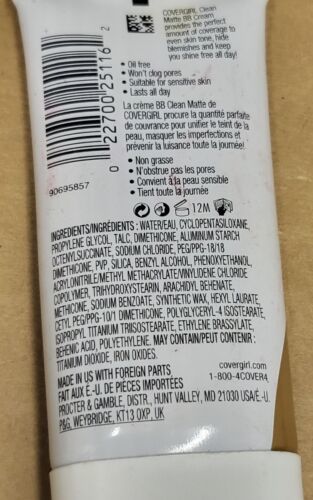 COVERGIRL Clean
Matte BB Cream
provides the perfect
amount of coverage to
even skin tone, hide
blemishes and keep
you shine free all day!
• Oil free
• Won't clog pores
• Suitable for sensitive skin
• Lasts all day
La crème BB Clean Matte de
COVERGIRL procure la quantité parfaite
de couvrance pour unifier le teint de la
peau, masquer les imperfections et
prévenir la luisance toute la journée!
• Non grasse
• N'obstrue pas les pores
• Convient à la peau sensible
• Tient toute la journée
0 22700 25116 2
90695857
12M
INGREDIENTS/INGRÉDIENTS: WATER/EAU, CYCLOPENTASILOXANE,
PROPYLENE GLYCOL, TALC, DIMETHICONE, ALUMINUM STARCH
OCTENYLSUCCINATE, SODIUM CHLORIDE, PEG/PPG-18/18
DIMETHICONE, PVP, SILICA, BENZYL ALCOHOL, PHENOXYETHANOL,
ACRYLONITRILE/METHYL METHACRYLATE/VINYLIDENE CHLORIDE
COPOLYMER, TRIHYDROXYSTEARIN, ARACHIDYL BEHENATE,
METHICONE, SODIUM BENZOATE, SYNTHETIC WAX, HEXYL LAURATE,
CETYL PEG/PPG-10/1 DIMETHICONE, POLYGLYCERYL-4 ISOSTEARATE,
ISOPROPYL TITANIUM TRIISOSTEARATE, ETHYLENE BRASSYLATE,
BEHENIC ACID, POLYETHYLENE. MAY CONTAIN/PEUT CONTENIR :
TITANIUM DIOXIDE, IRON OXIDES.
MADE IN US WITH FOREIGN PARTS
FAIT AUX É.-U. DE PIÈCES IMPORTÉES
PROCTER & GAMBLE, DISTR., HUNT VALLEY, MD 21030 USA/É.-U.
P&G, WEYBRIDGE, KT13 0XP, UK
covergirl.com
1-800-4COVER